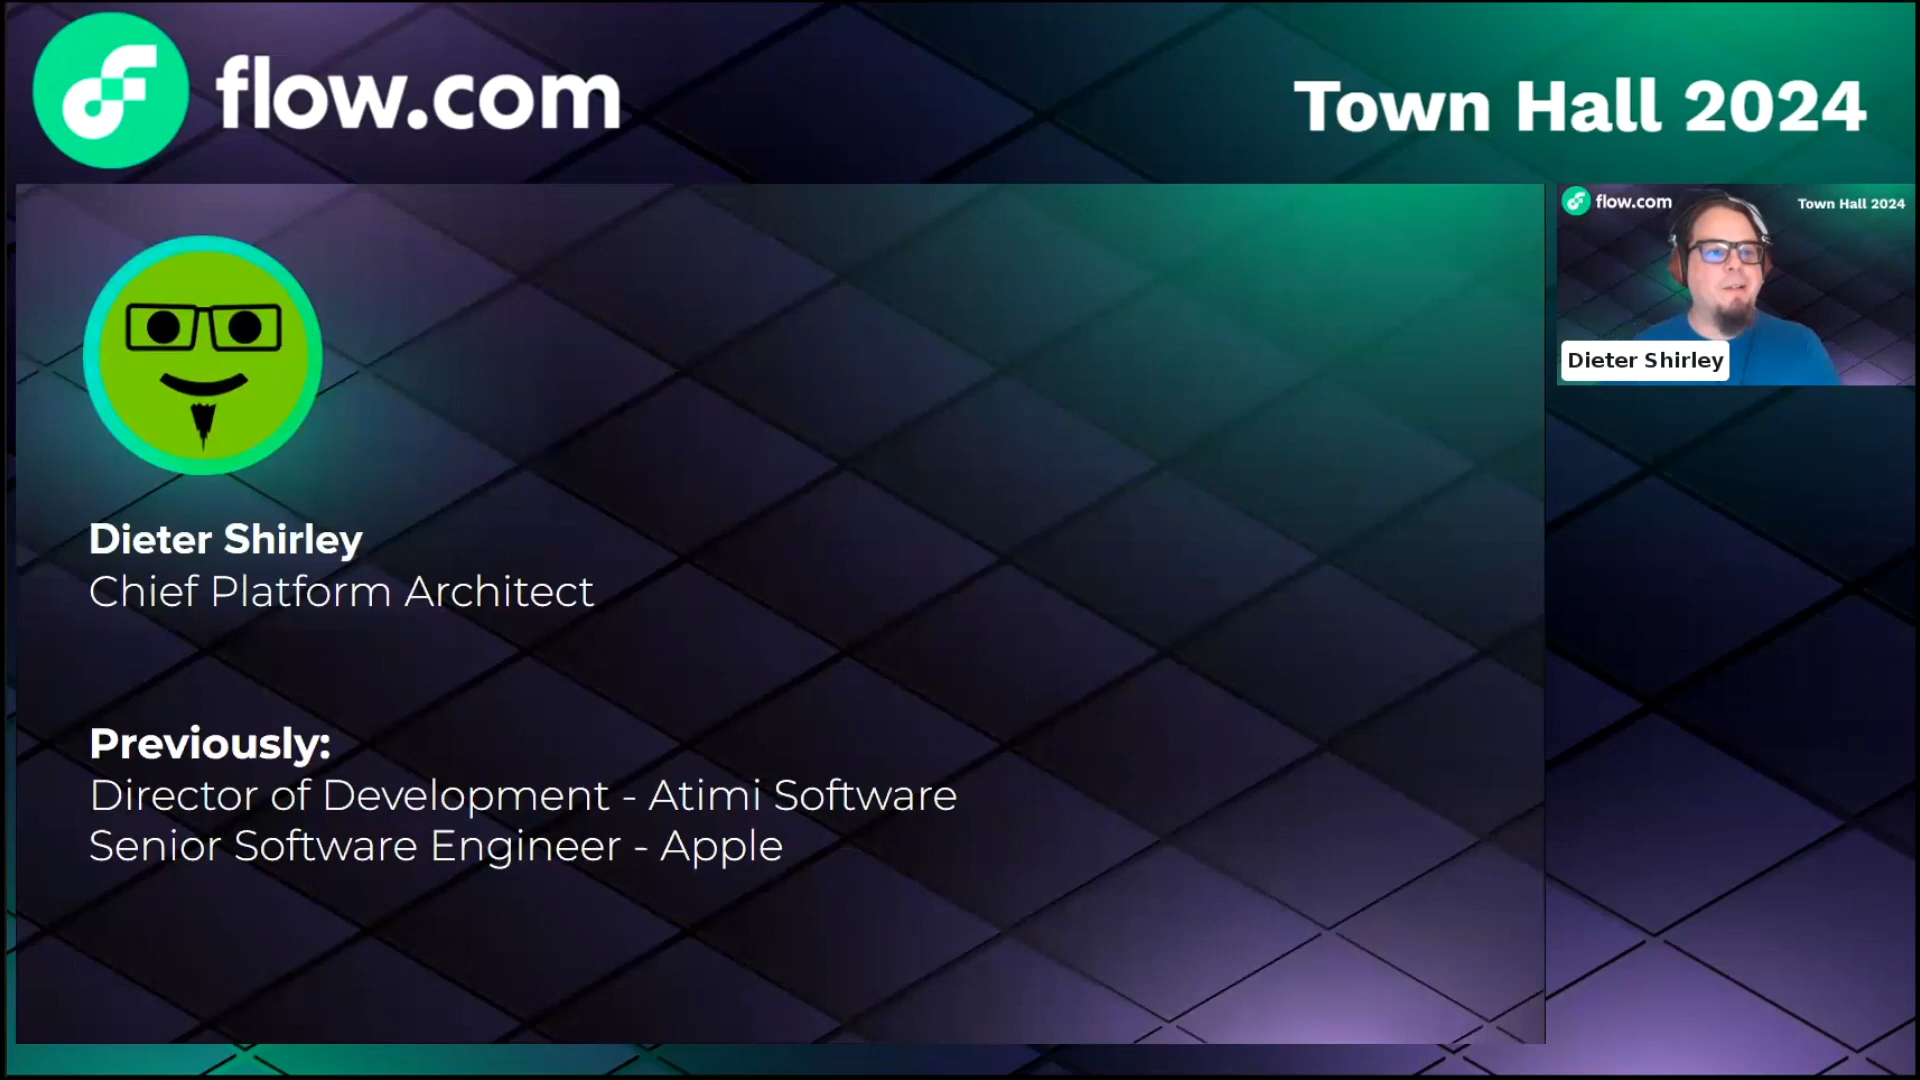 flow.com
Town Hall 2024
flow.com
Town Hall 2024
Dieter Shirley
Dieter Shirley
Chief Platform Architect
Previously:
Director of Development - Atimi Software
Senior Software Engineer - Apple